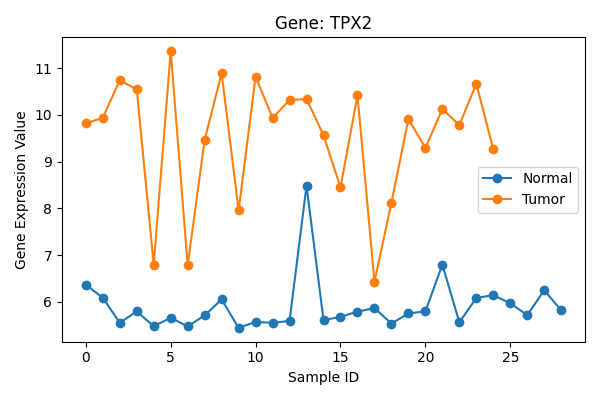 Gene: TPX2
Gene Expression Value
11
10
9
8
7
6
Normal
Tumor
0 5 10 15 20 25
Sample ID